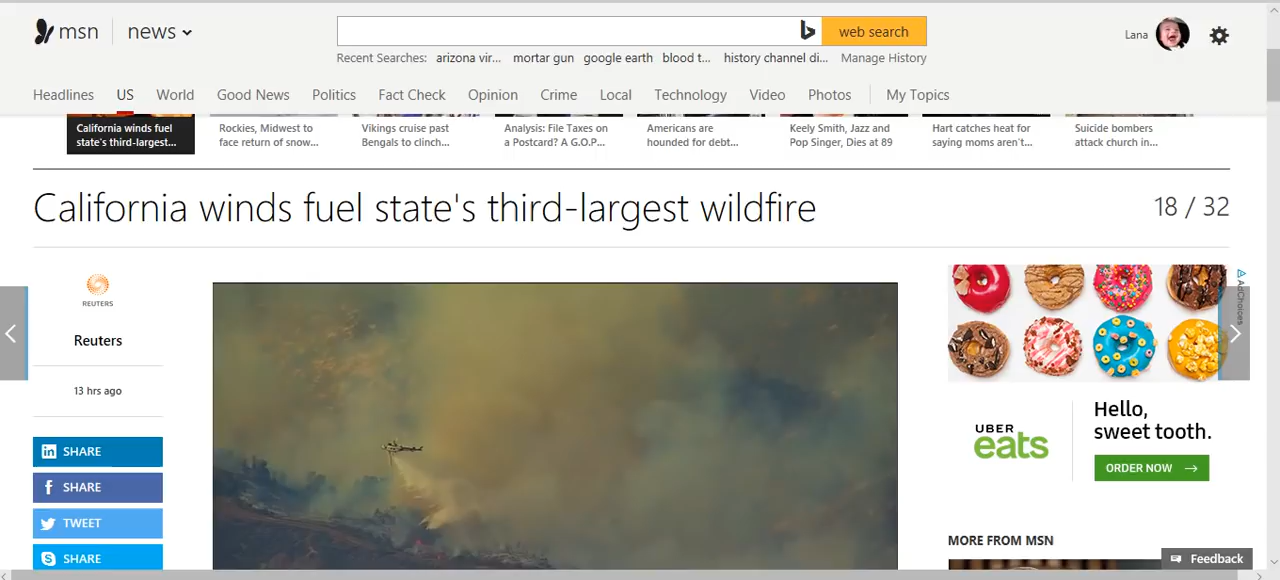 msn
news
web search
Lana
Recent Searches: arizona vir... mortar gun google earth blood t... history channel di... Manage History
Headlines US World Good News Politics Fact Check Opinion Crime Local Technology Video Photos My Topics
California winds fuel
state's third-largest...
Rockies, Midwest to
face return of snow...
Vikings cruise past
Bengals to clinch...
Analysis: File Taxes on
a Postcard? A G.O.P...
Americans are
hounded for debt...
Keely Smith, Jazz and
Pop Singer, Dies at 89
Hart catches heat for
saying moms aren't...
Suicide bombers
attack church in...
California winds fuel state's third-largest wildfire
18 / 32
REUTERS
Reuters
13 hrs ago
in SHARE
f SHARE
TWEET
S SHARE
AdChoices
UBER
eats
Hello,
sweet tooth.
ORDER NOW
MORE FROM MSN
Feedback